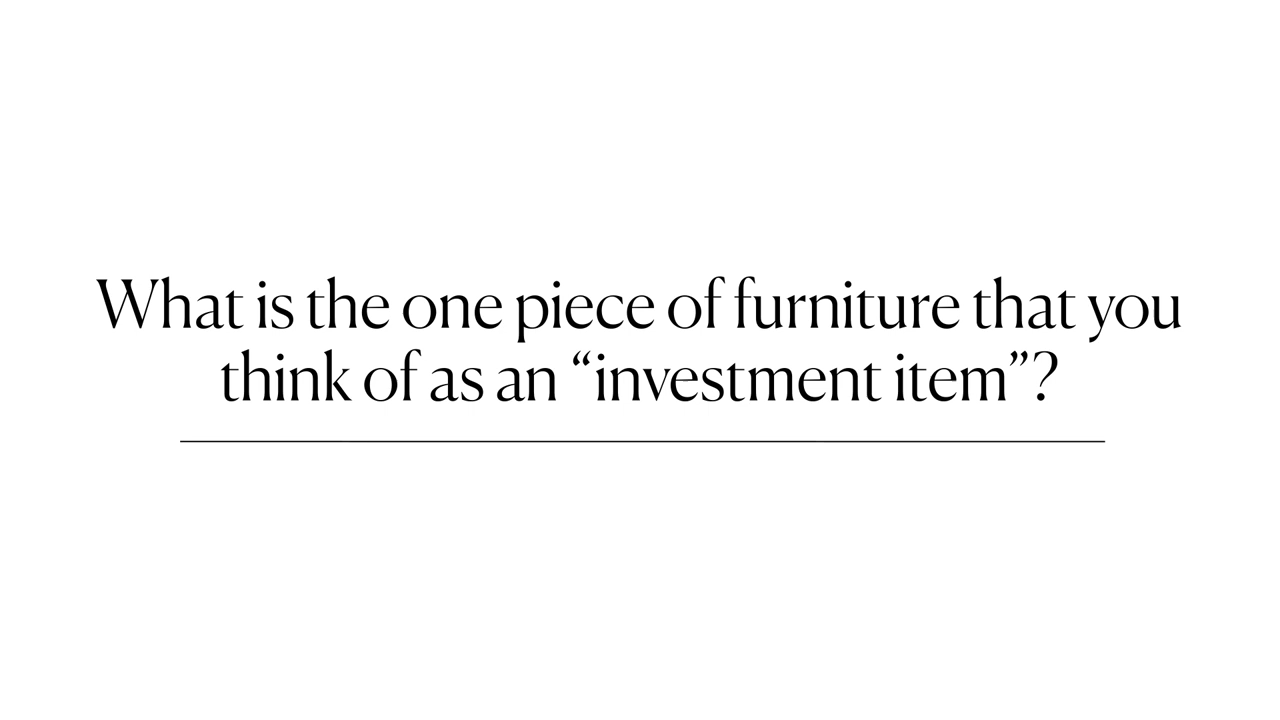 What is the one piece of furniture that you
think of as an “investment item”?